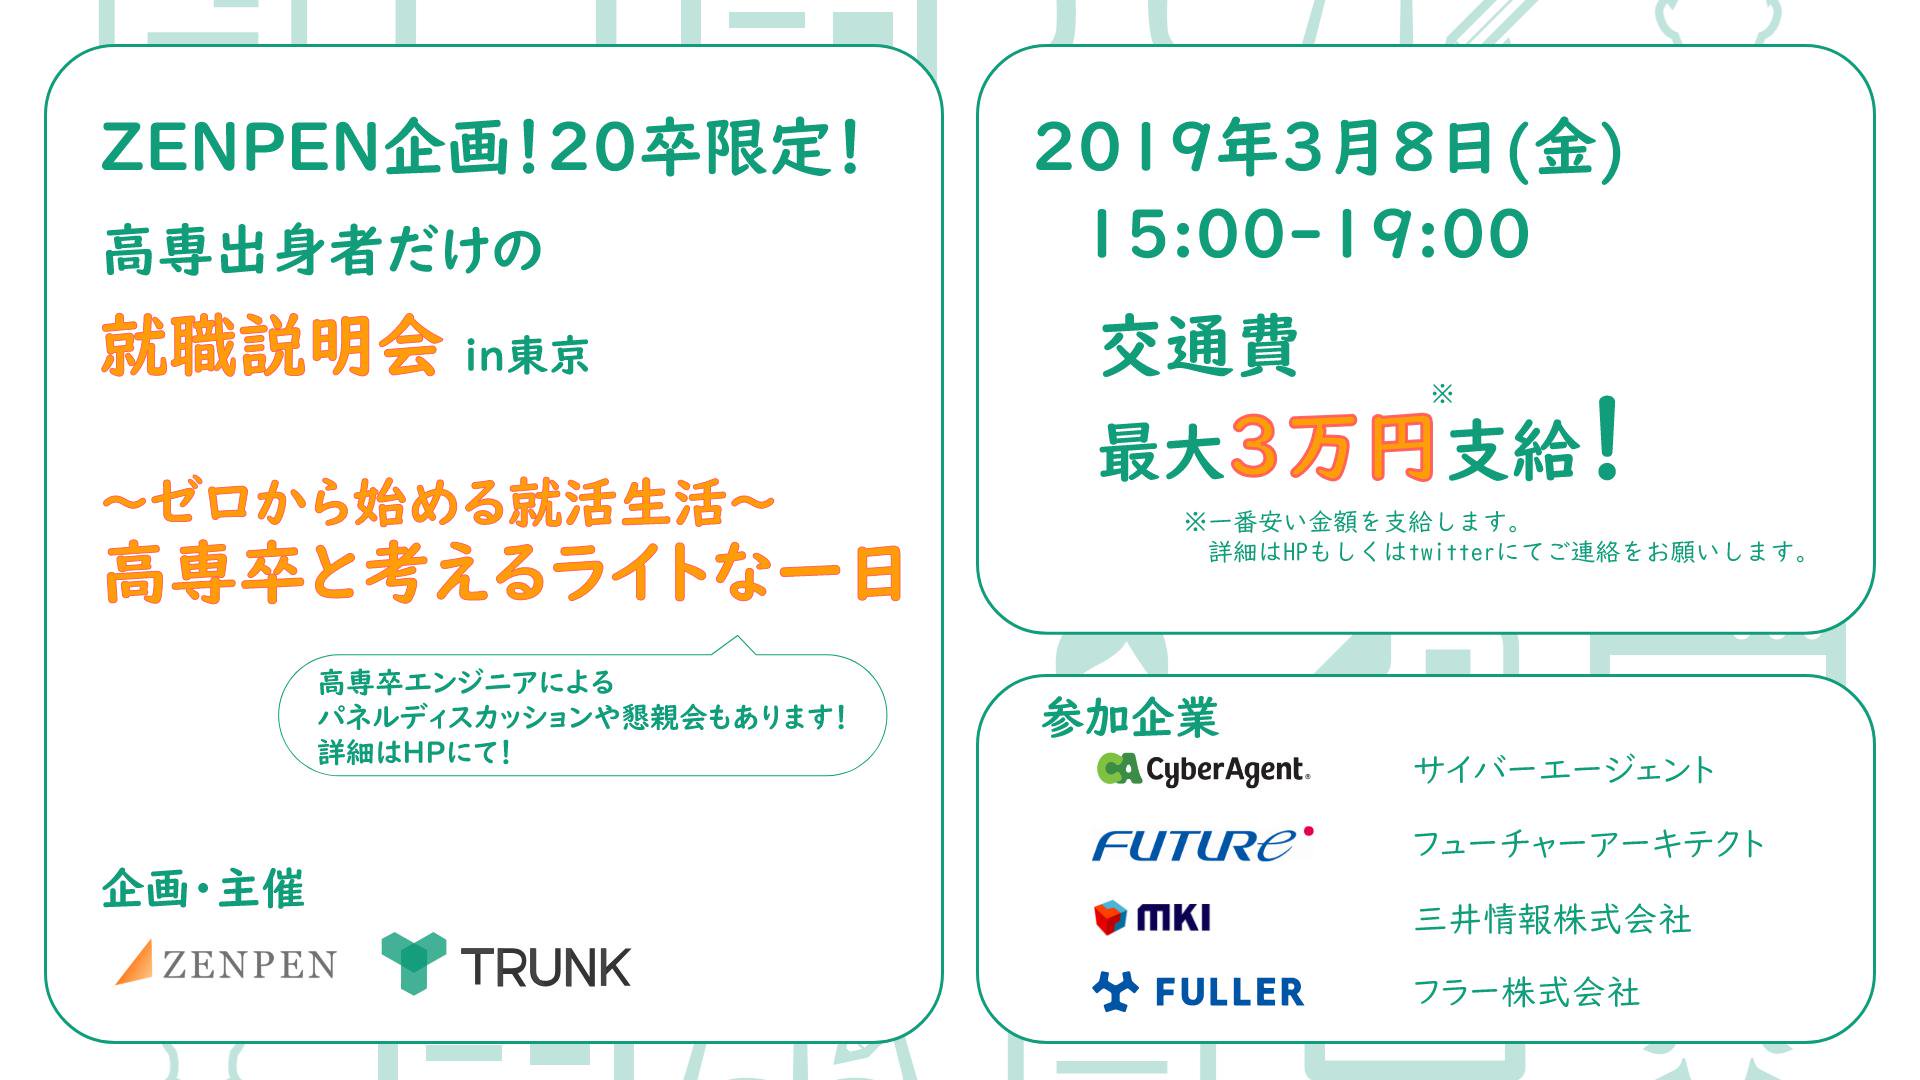 ZENPEN企画!20卒限定!
高専出身者だけの
就職説明会 in東京
～ゼロから始める就活生活～
高専卒と考えるライトな一日
高専卒エンジニアによる
パネルディスカッションや懇親会もあります!
詳細はHPにて!
企画・主催
ZENPEN TRUNK
2019年3月8日(金)
15:00-19:00
交通費
最大3万円※支給!
※一番安い金額を支給します。
詳細はHPもしくはtwitterにてご連絡をお願いします。
参加企業
CA CyberAgent® サイバーエージェント
FUTURe フューチャーアーキテクト
MKI 三井情報株式会社
FULLER フラー株式会社